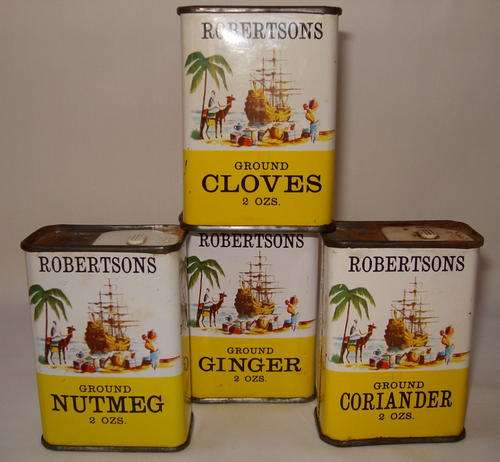 ROBERTSONS
GROUND
CLOVES
2 OZS.
ROBERTSONS
GROUND
NUTMEG
2 OZS.
ROBERTSONS
GROUND
GINGER
2 OZS.
ROBERTSONS
GROUND
CORIANDER
2 OZS.